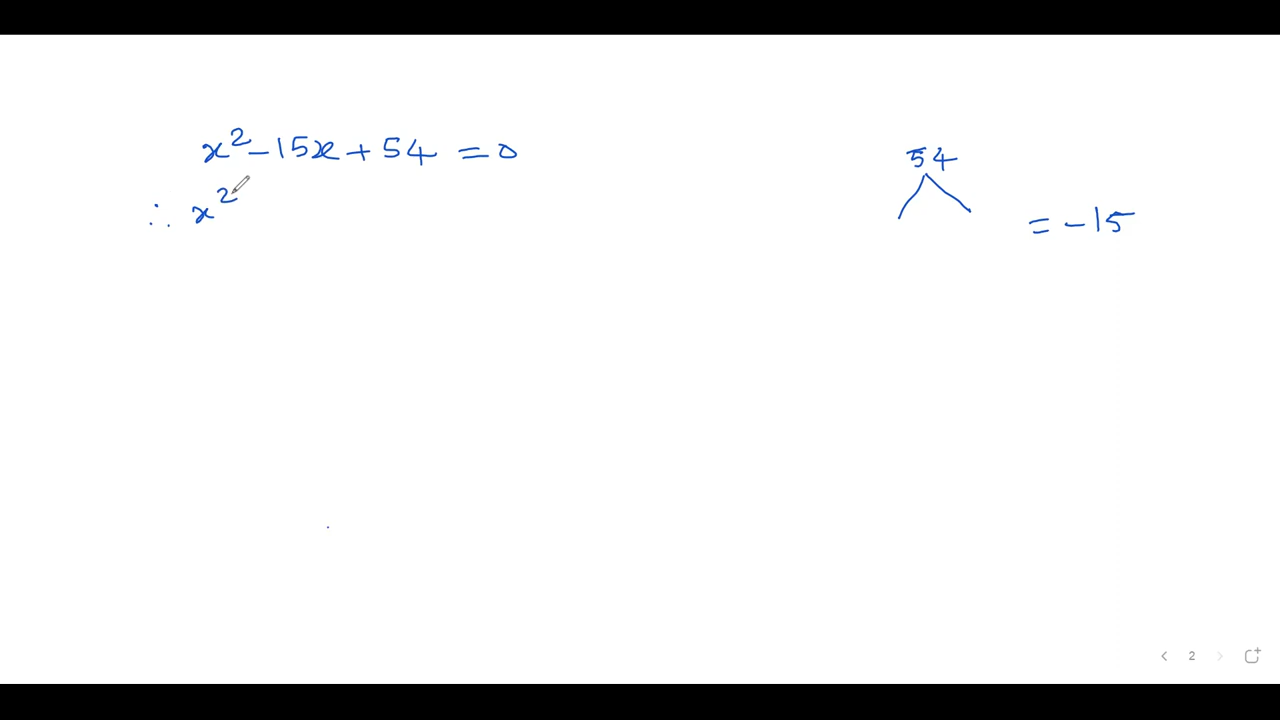 x² - 15x + 54 = 0
54
∴ x²
= -15
2